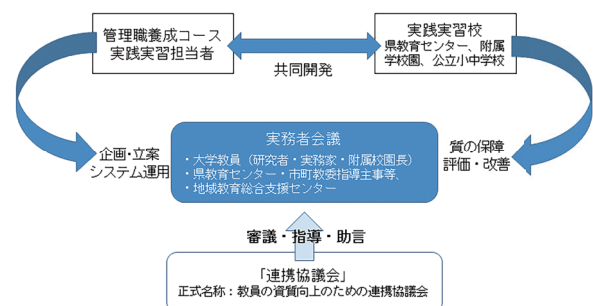 管理職養成コース
実践実習担当者
共同開発
実践実習校
県教育センター、附属
学校園、公立小中学校
企画・立案
システム運用
実務者会議
・大学教員（研究者・実務家・附属校園長）
・県教育センター・市町教委指導主事等、
・地域教育総合支援センター
質の保障
評価・改善
審議・指導・助言
「連携協議会」
正式名称：教員の資質向上のための連携協議会